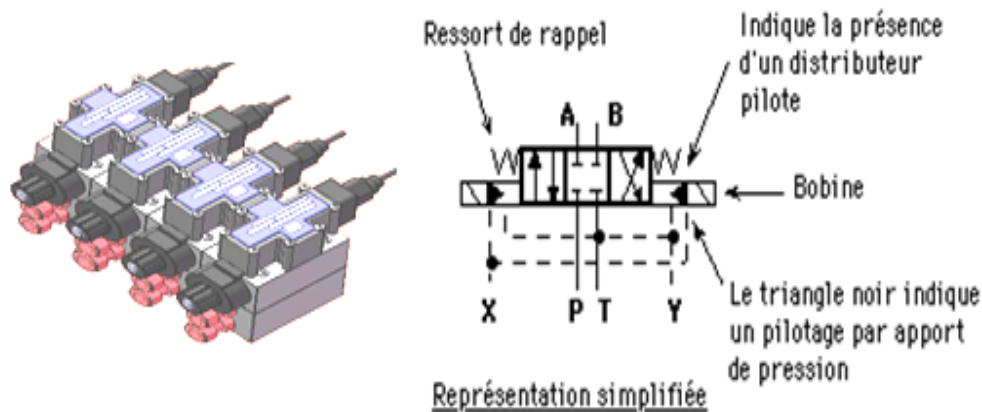 Ressort de rappel
Indique la présence
d'un distributeur
pilote
A B
Bobine
X P T Y
Le triangle noir indique
un pilotage par apport
de pression
Représentation simplifiée